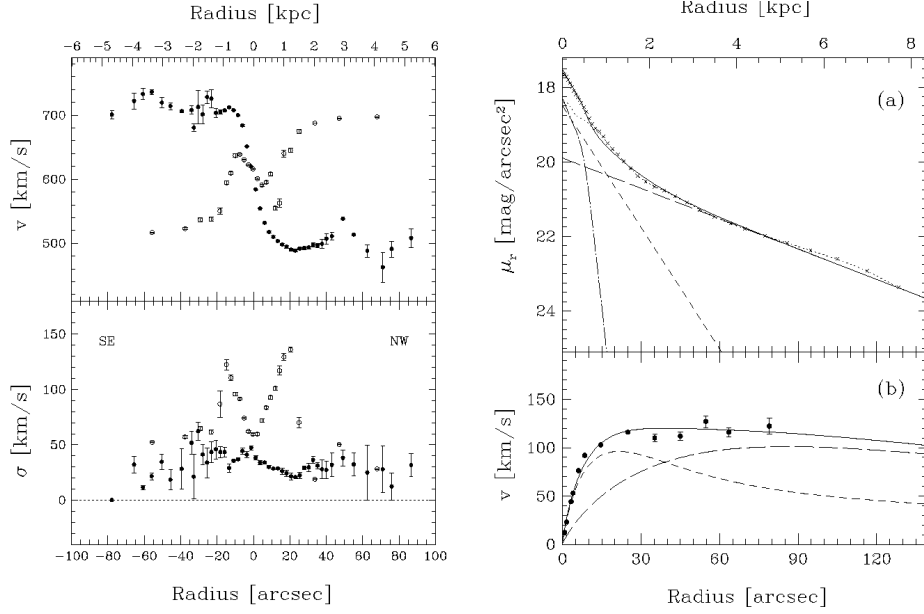 Radius [kpc]
−6 −5 −4 −3 −2 −1 0 1 2 3 4 5 6
700
600
500
v [km/s]
SE
NW
150
100
50
0
σ [km/s]
−100 −80 −60 −40 −20 0 20 40 60 80 100
Radius [arcsec]
Radius [kpc]
0 2 4 6 8
(a)
18
20
22
24
μr [mag/arcsec²]
(b)
150
100
50
0
v [km/s]
0 30 60 90 120
Radius [arcsec]